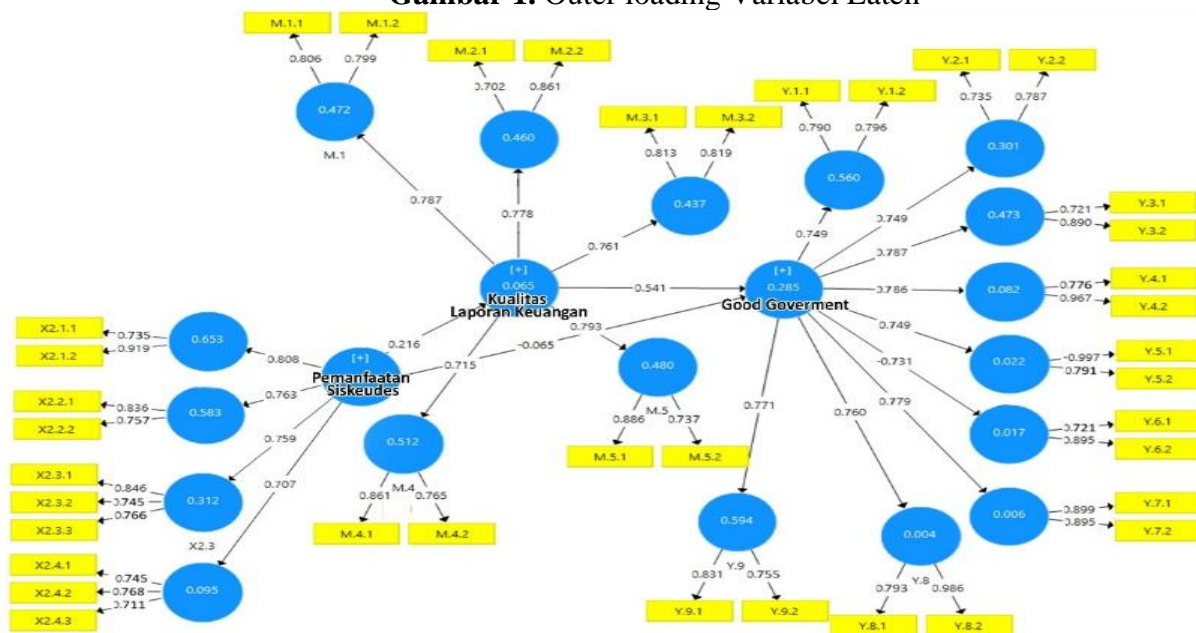 Gambar 1. Outer loading Variabel Laten
M.1.1 M.1.2
0.806 0.799
0.472
M.1
M.2.1 M.2.2
0.702 0.861
0.460
M.3.1 M.3.2
0.813 0.819
0.437
Y.1.1 Y.1.2
0.790 0.796
0.560
Y.2.1 Y.2.2
0.735 0.787
0.301
0.787
0.778
0.761
0.749
0.749
0.787
0.473
0.721 Y.3.1
0.890 Y.3.2
[+]
0.065
Kualitas
Laporan Keuangan
0.541
[+]
0.285
Good Goverment
0.786
0.082
0.776 Y.4.1
0.967 Y.4.2
0.749
0.022
-0.997 Y.5.1
0.791 Y.5.2
-0.731
0.017
0.721 Y.6.1
0.895 Y.6.2
0.779
0.006
0.899 Y.7.1
0.895 Y.7.2
0.760
0.004
Y.8
0.793 0.986
Y.8.1 Y.8.2
0.771
0.594
Y.9
0.831 0.755
Y.9.1 Y.9.2
0.216
-0.065
0.793
0.480
M.5
0.886 0.737
M.5.1 M.5.2
0.715
0.512
M.4
0.861 0.765
M.4.1 M.4.2
[+]
Pemanfaatan
Siskeudes
X2.1.1 0.735
X2.1.2 0.919
0.653
0.808
X2.2.1 0.836
X2.2.2 0.757
0.583
0.763
X2.3.1 0.846
X2.3.2 0.745
X2.3.3 0.766
0.312
X2.3
0.759
X2.4.1 0.745
X2.4.2 0.768
X2.4.3 0.711
0.095
0.707